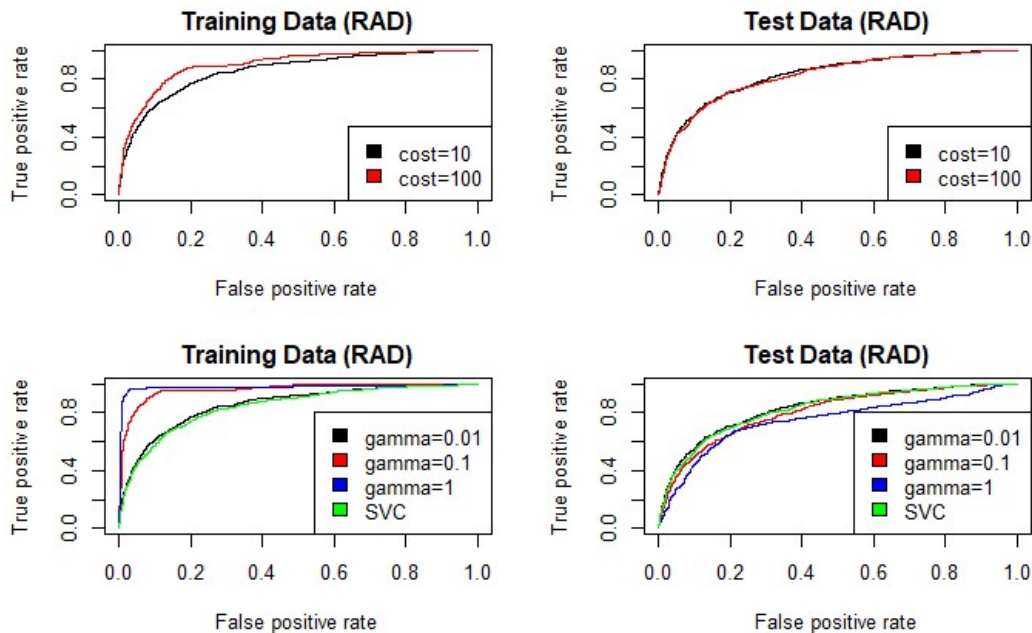 Training Data (RAD)
True positive rate
0.0 0.4 0.8
cost=10
cost=100
0.0 0.2 0.4 0.6 0.8 1.0
False positive rate
Test Data (RAD)
True positive rate
0.0 0.4 0.8
cost=10
cost=100
0.0 0.2 0.4 0.6 0.8 1.0
False positive rate
Training Data (RAD)
True positive rate
0.0 0.4 0.8
gamma=0.01
gamma=0.1
gamma=1
SVC
0.0 0.2 0.4 0.6 0.8 1.0
False positive rate
Test Data (RAD)
True positive rate
0.0 0.4 0.8
gamma=0.01
gamma=0.1
gamma=1
SVC
0.0 0.2 0.4 0.6 0.8 1.0
False positive rate